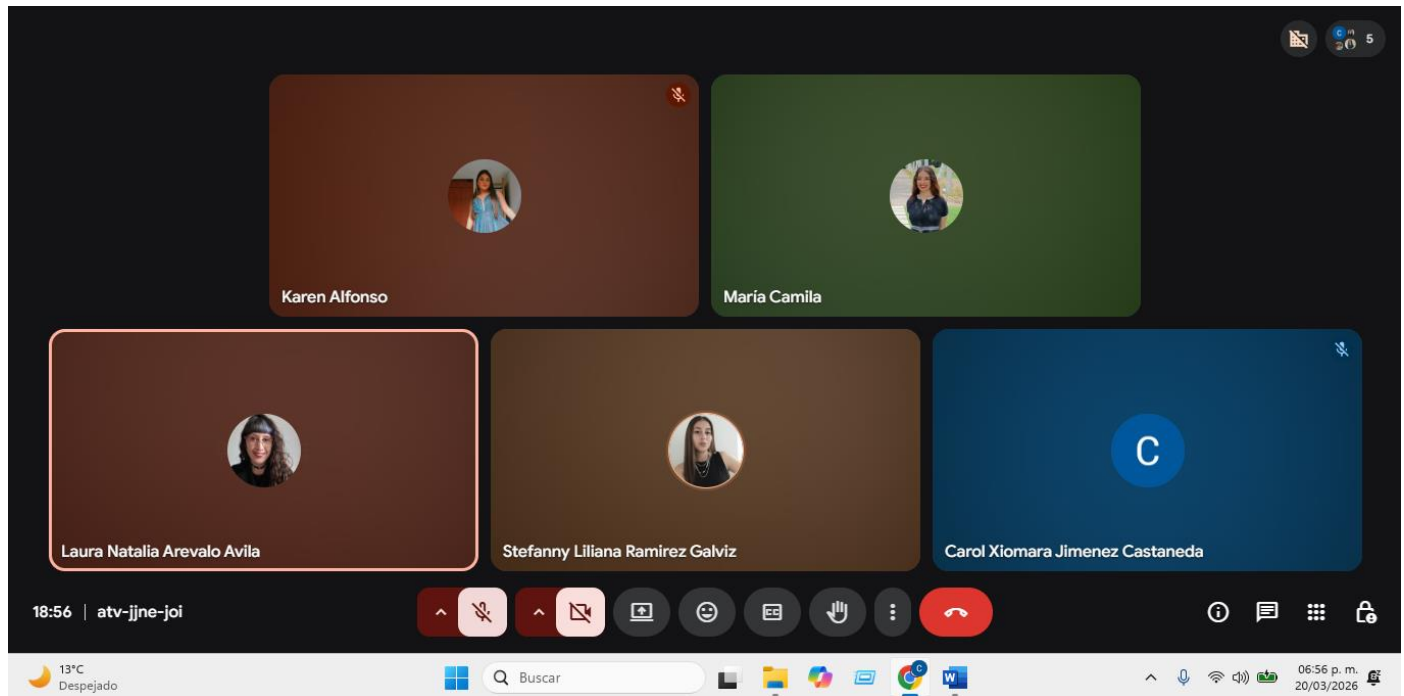 5
Karen Alfonso
María Camila
Laura Natalia Arevalo Avila
Stefanny Liliana Ramirez Galviz
C
Carol Xiomara Jimenez Castaneda
18:56 | atv-jjne-joi
CC
13°C
Despejado
Buscar
C
W
06:56 p. m.
20/03/2026